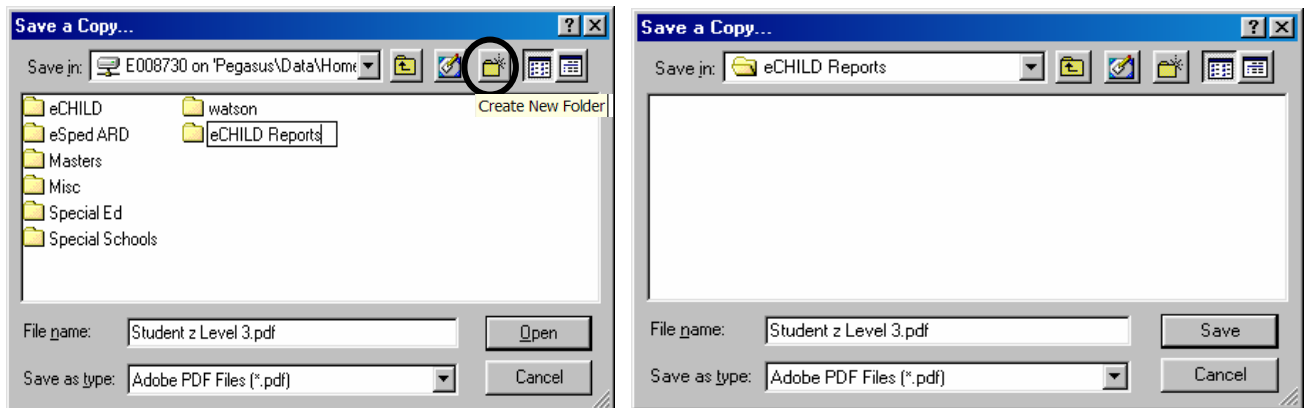 Save a Copy...
Save in: E008730 on 'Pegasus\Data\Home
Create New Folder
eCHILD
watson
eSped ARD
eCHILD Reports
Masters
Misc
Special Ed
Special Schools
File name: Student z Level 3.pdf Open
Save as type: Adobe PDF Files (*.pdf) Cancel
Save a Copy...
Save in: eCHILD Reports
File name: Student z Level 3.pdf Save
Save as type: Adobe PDF Files (*.pdf) Cancel